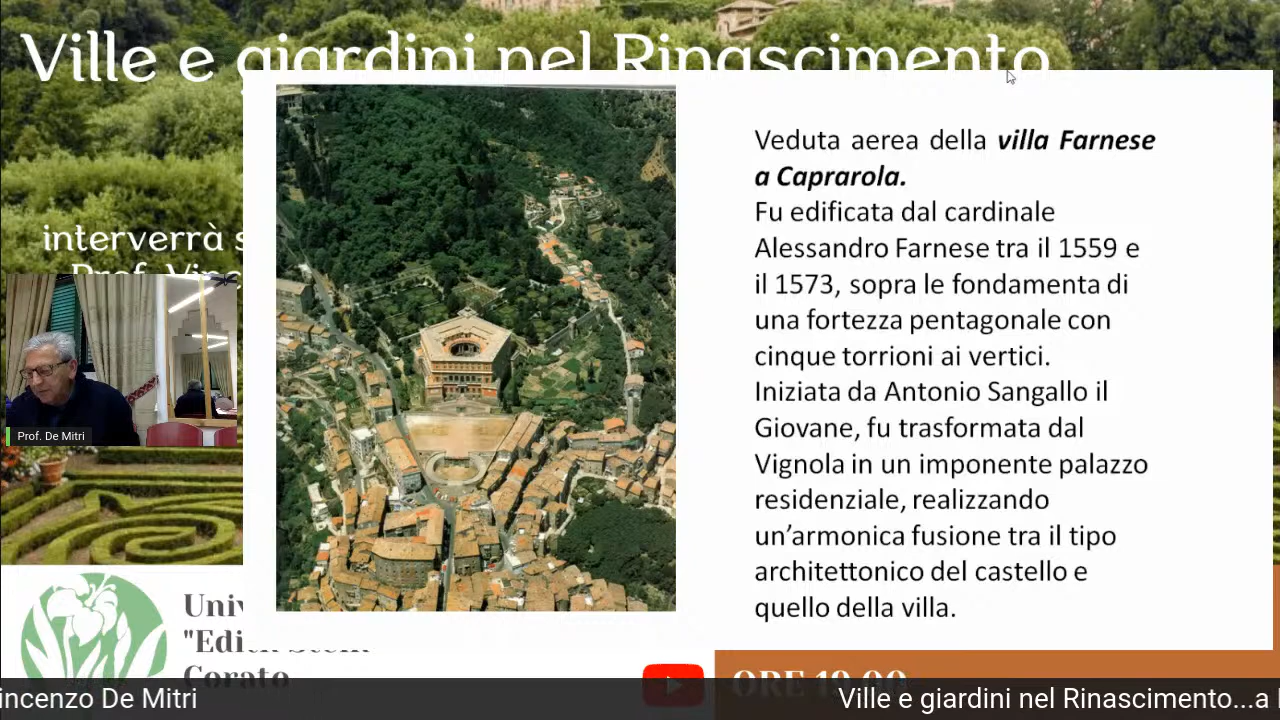 Ville e giardini nel Rinascimento
Veduta aerea della villa Farnese
a Caprarola.
Fu edificata dal cardinale
Alessandro Farnese tra il 1559 e
il 1573, sopra le fondamenta di
una fortezza pentagonale con
cinque torrioni ai vertici.
Iniziata da Antonio Sangallo il
Giovane, fu trasformata dal
Vignola in un imponente palazzo
residenziale, realizzando
un’armonica fusione tra il tipo
architettonico del castello e
quello della villa.
interverrà
Prof.
Prof. De Mitri
Corato
ORE 19,00
incenzo De Mitri
Ville e giardini nel Rinascimento...a